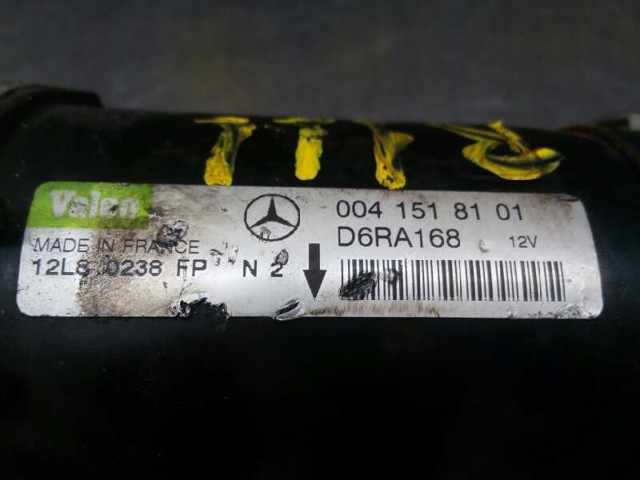 Valeo
MADE IN FRANCE
12L8 0238 FP N 2
004 151 81 01
D6RA168 12V